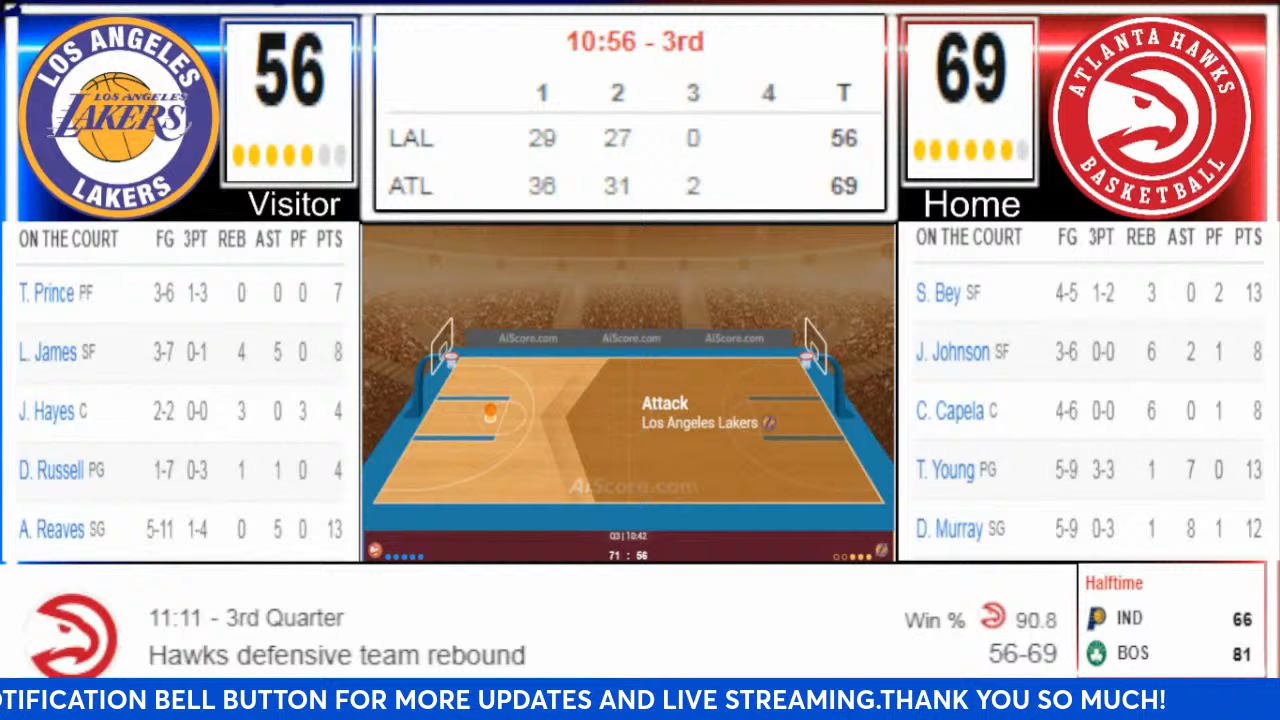 LOS ANGELES
LOS ANGELES
LAKERS
LAKERS
56
Visitor
10:56 - 3rd
1 2 3 4 T
LAL 29 27 0 56
ATL 36 31 2 69
69
Home
ATLANTA HAWKS
BASKETBALL
ON THE COURT FG 3PT REB AST PF PTS
T. Prince PF 3-6 1-3 0 0 0 7
L. James SF 3-7 0-1 4 5 0 8
J. Hayes C 2-2 0-0 3 0 3 4
D. Russell PG 1-7 0-3 1 1 0 4
A. Reaves SG 5-11 1-4 0 5 0 13
AiScore.com AiScore.com AiScore.com
Attack
Los Angeles Lakers
AiScore.com
Q3 | 10:42
71 : 56
ON THE COURT FG 3PT REB AST PF PTS
S. Bey SF 4-5 1-2 3 0 2 13
J. Johnson SF 3-6 0-0 6 2 1 8
C. Capela C 4-6 0-0 6 0 1 8
T. Young PG 5-9 3-3 1 7 0 13
D. Murray SG 5-9 0-3 1 8 1 12
11:11 - 3rd Quarter
Hawks defensive team rebound
Win % 90.8
56-69
Halftime
IND 66
BOS 81
OTIFICATION BELL BUTTON FOR MORE UPDATES AND LIVE STREAMING.THANK YOU SO MUCH!